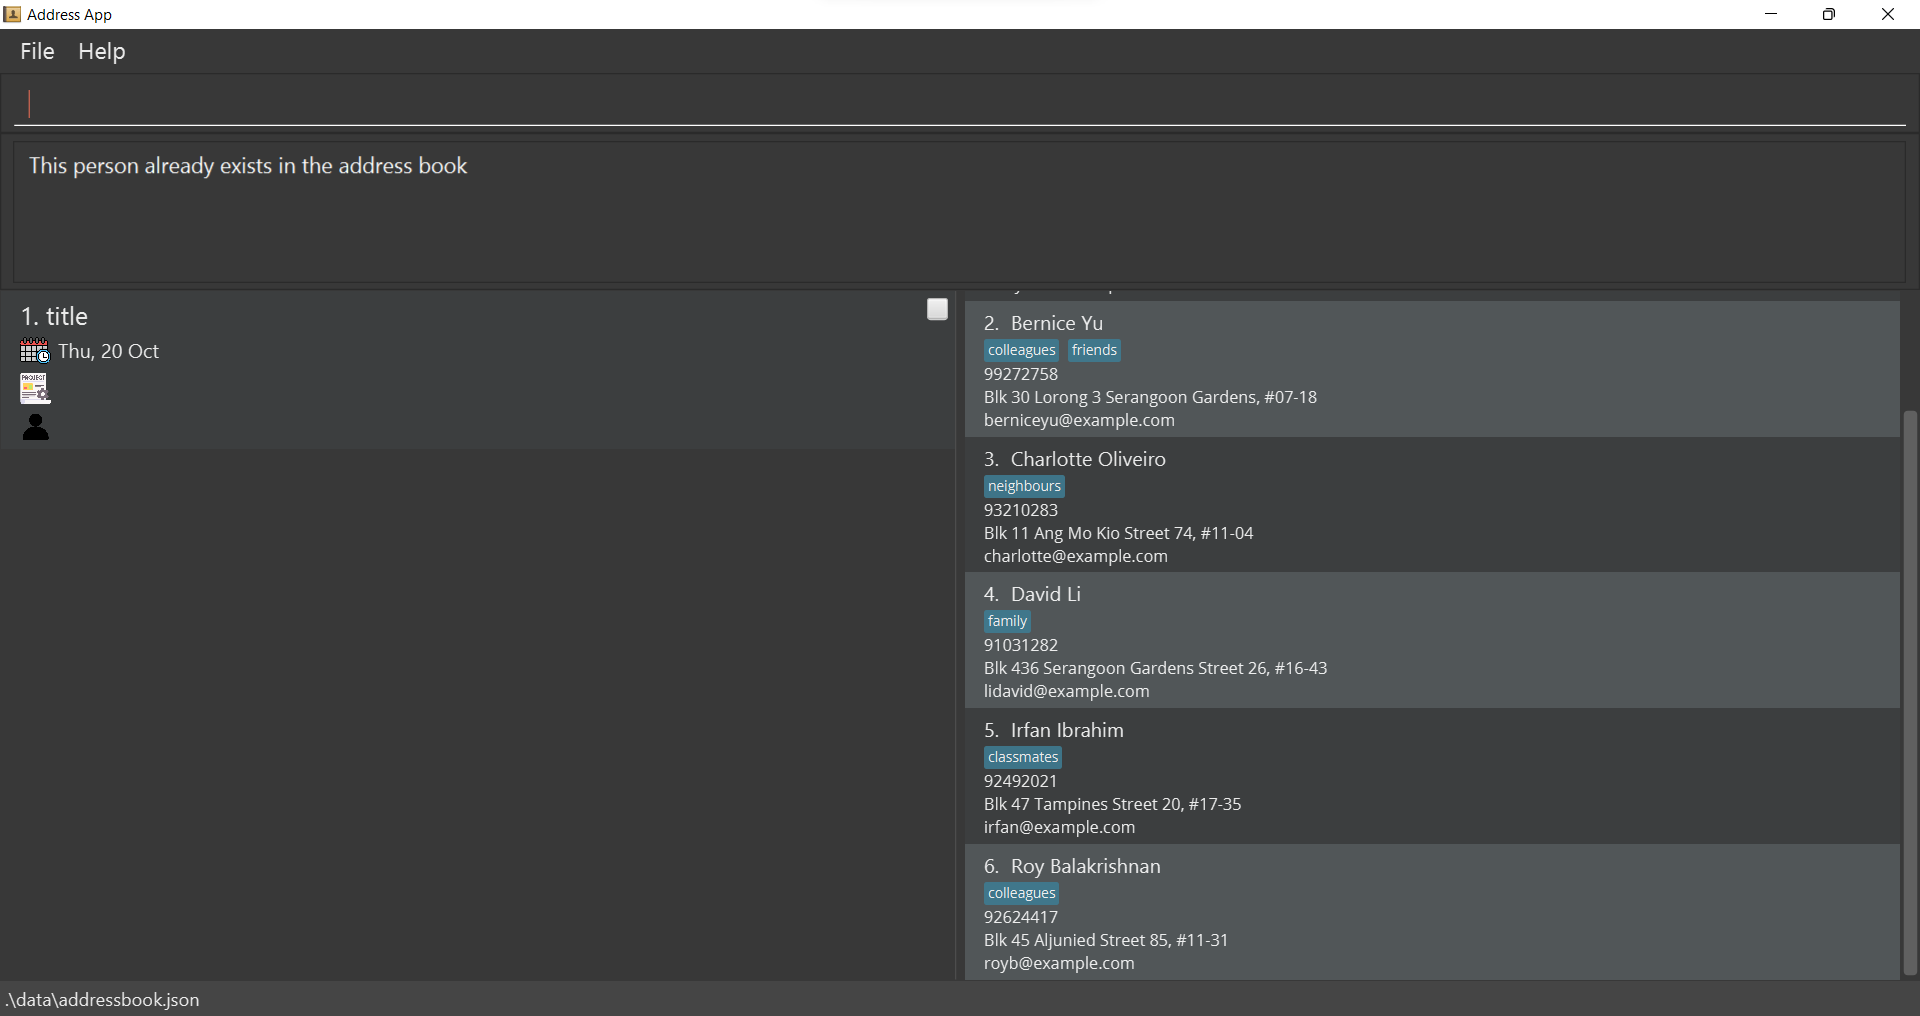 Address App
File Help
This person already exists in the address book
1. title
Thu, 20 Oct
PROJECT
2. Bernice Yu
colleagues friends
99272758
Blk 30 Lorong 3 Serangoon Gardens, #07-18
berniceyu@example.com
3. Charlotte Oliveiro
neighbours
93210283
Blk 11 Ang Mo Kio Street 74, #11-04
charlotte@example.com
4. David Li
family
91031282
Blk 436 Serangoon Gardens Street 26, #16-43
lidavid@example.com
5. Irfan Ibrahim
classmates
92492021
Blk 47 Tampines Street 20, #17-35
irfan@example.com
6. Roy Balakrishnan
colleagues
92624417
Blk 45 Aljunied Street 85, #11-31
royb@example.com
.\data\addressbook.json